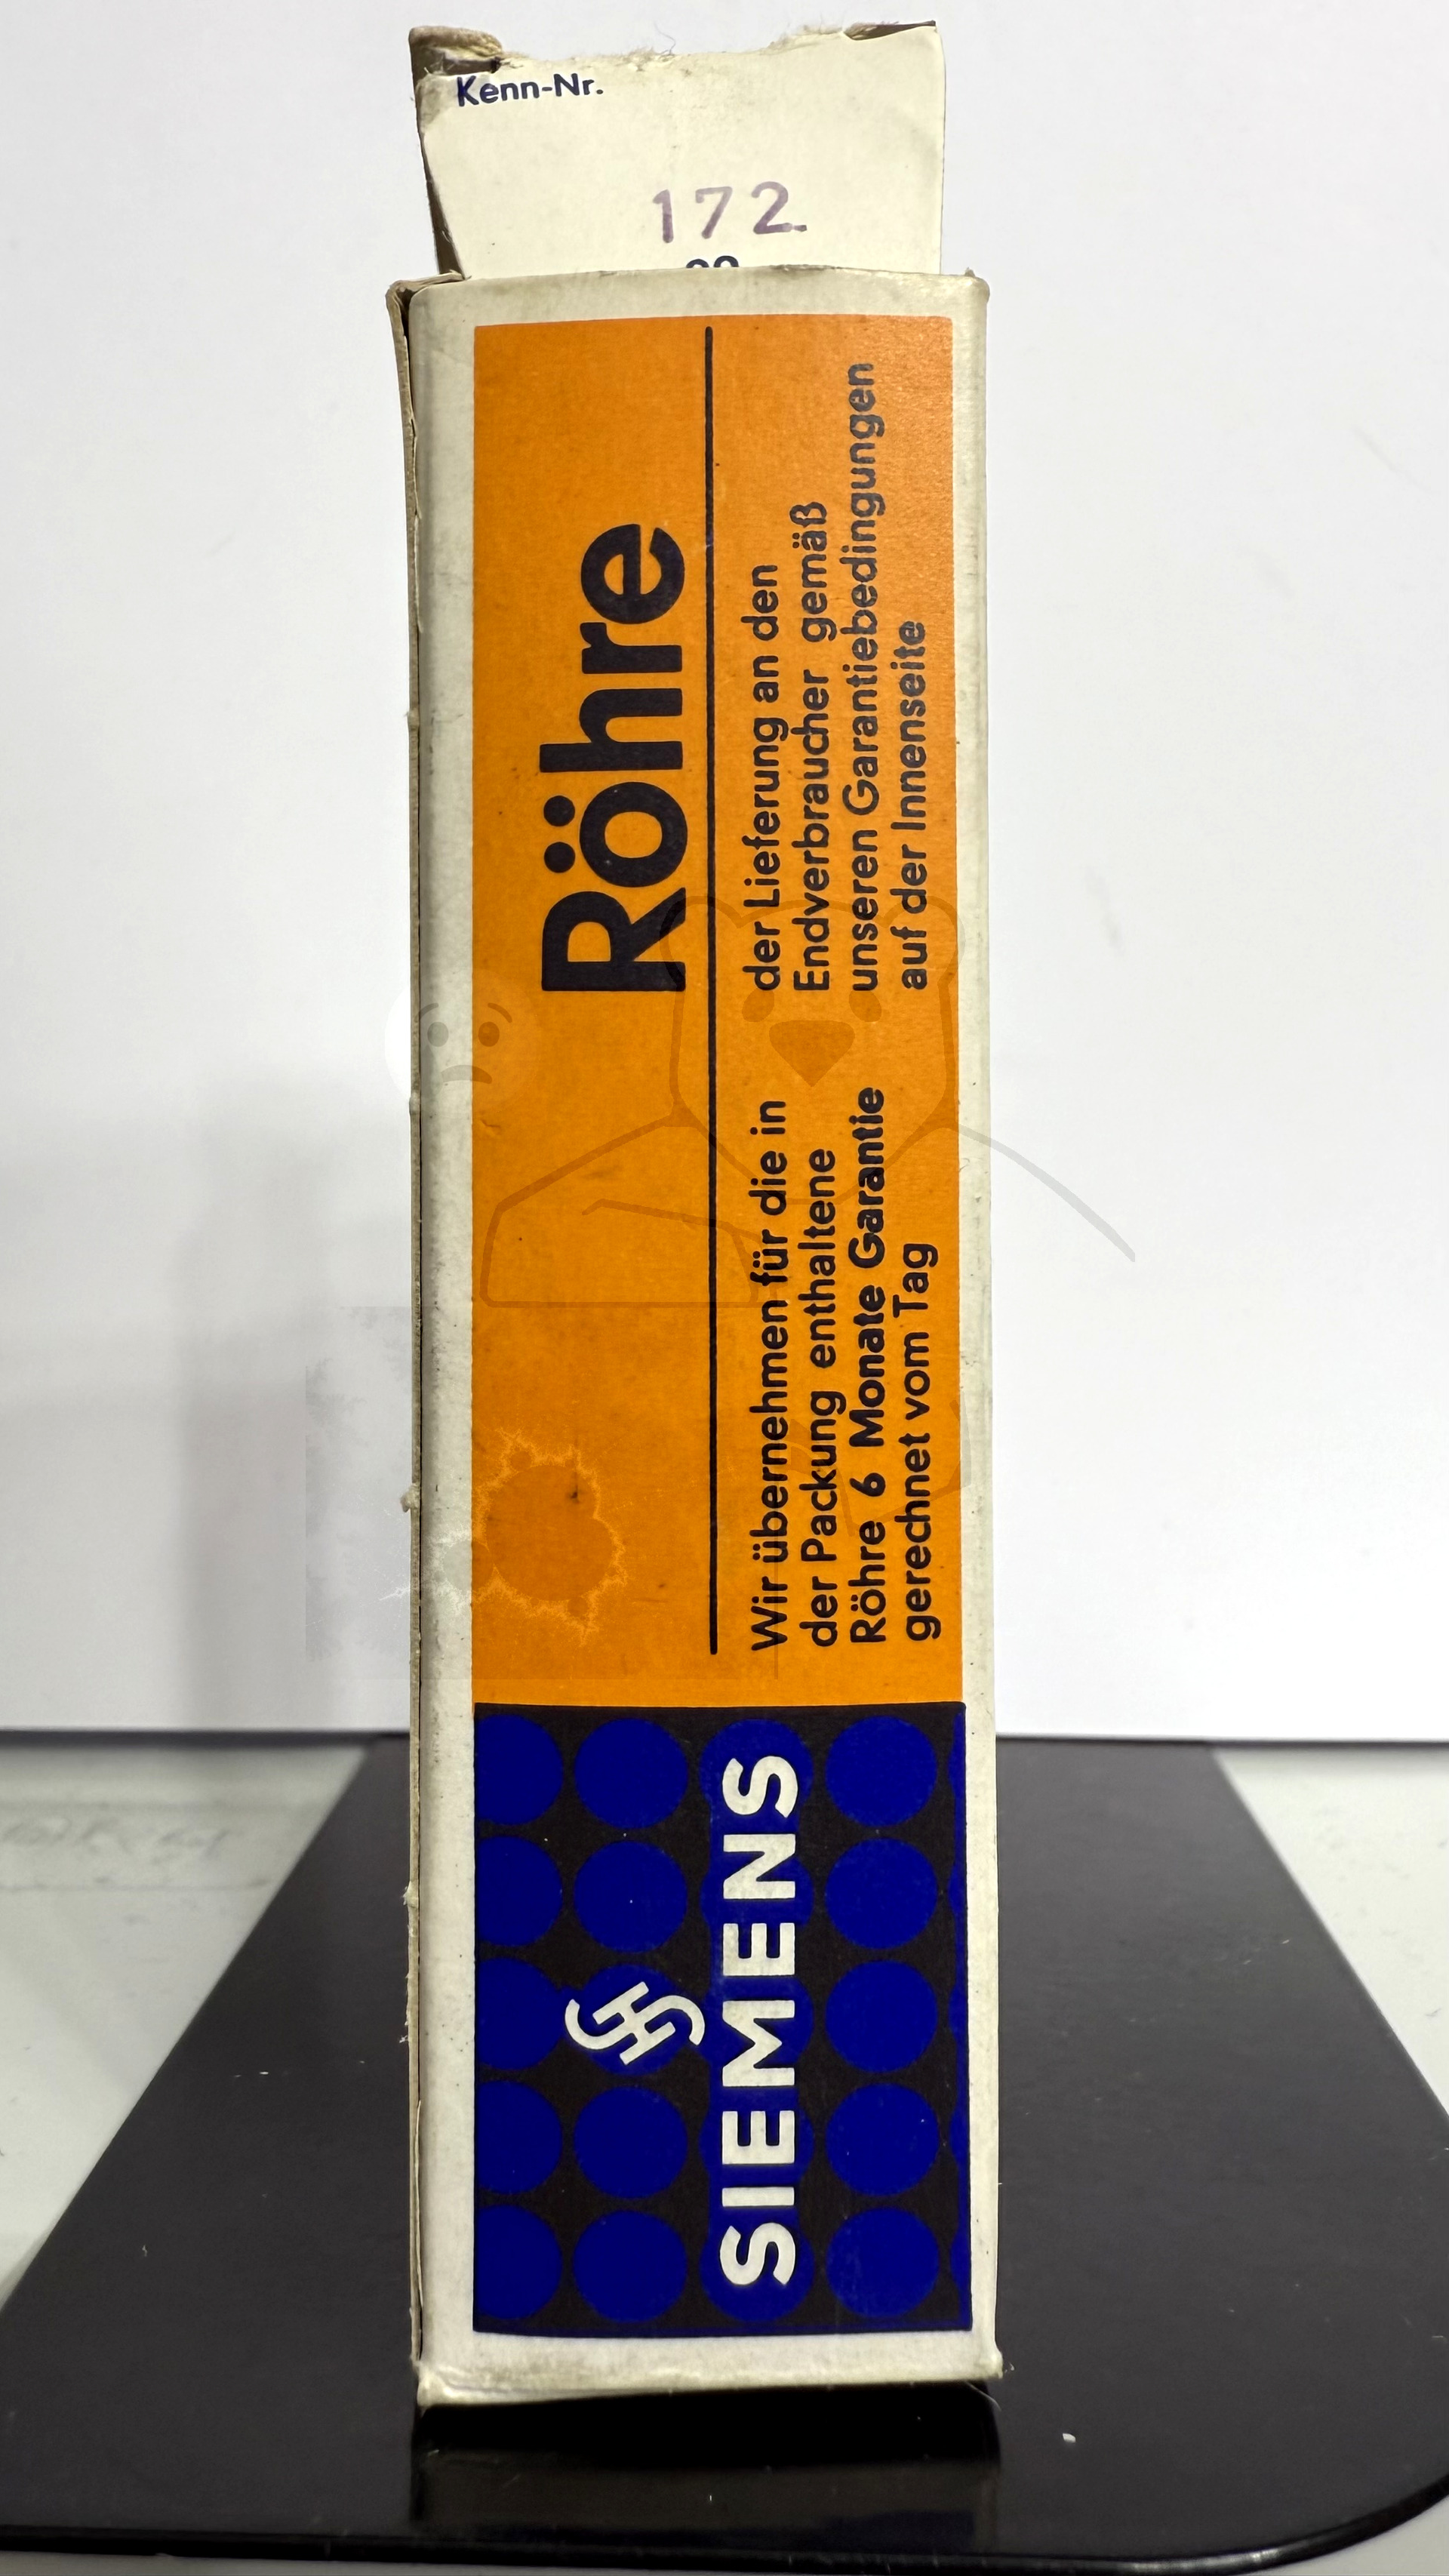 Kenn-Nr.
172
Röhre
Wir übernehmen für die in
der Packung enthaltene
Röhre 6 Monate Garantie
gerechnet vom Tag
der Lieferung an den
Endverbraucher gemäß
unseren Garantiebedingungen
auf der Innenseite
SIEMENS